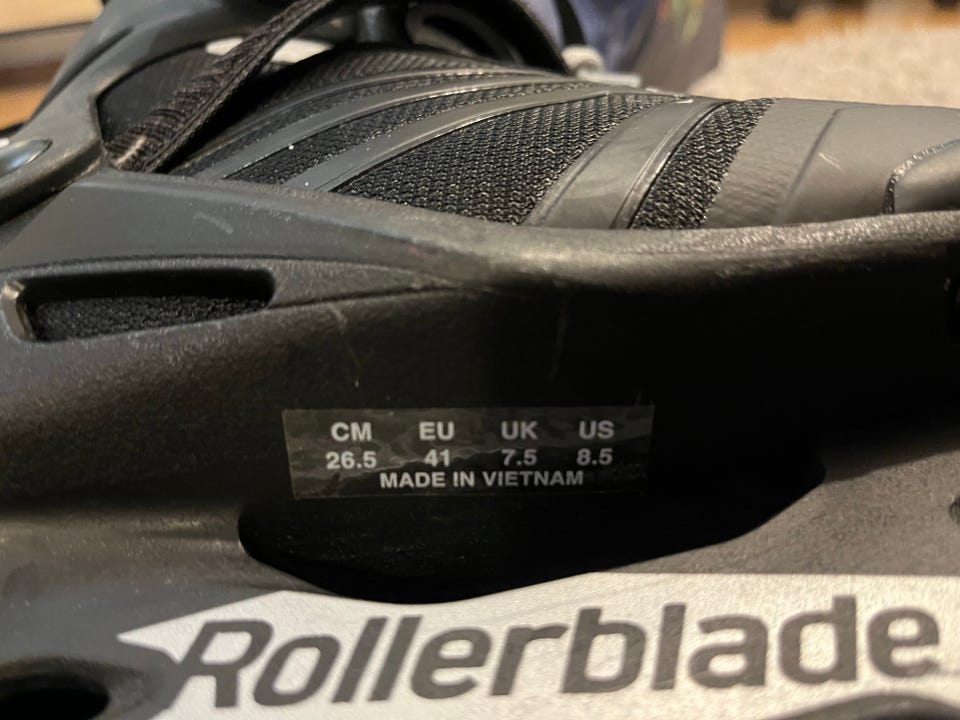 CM EU UK US
26.5 41 7.5 8.5
MADE IN VIETNAM
Rollerblade